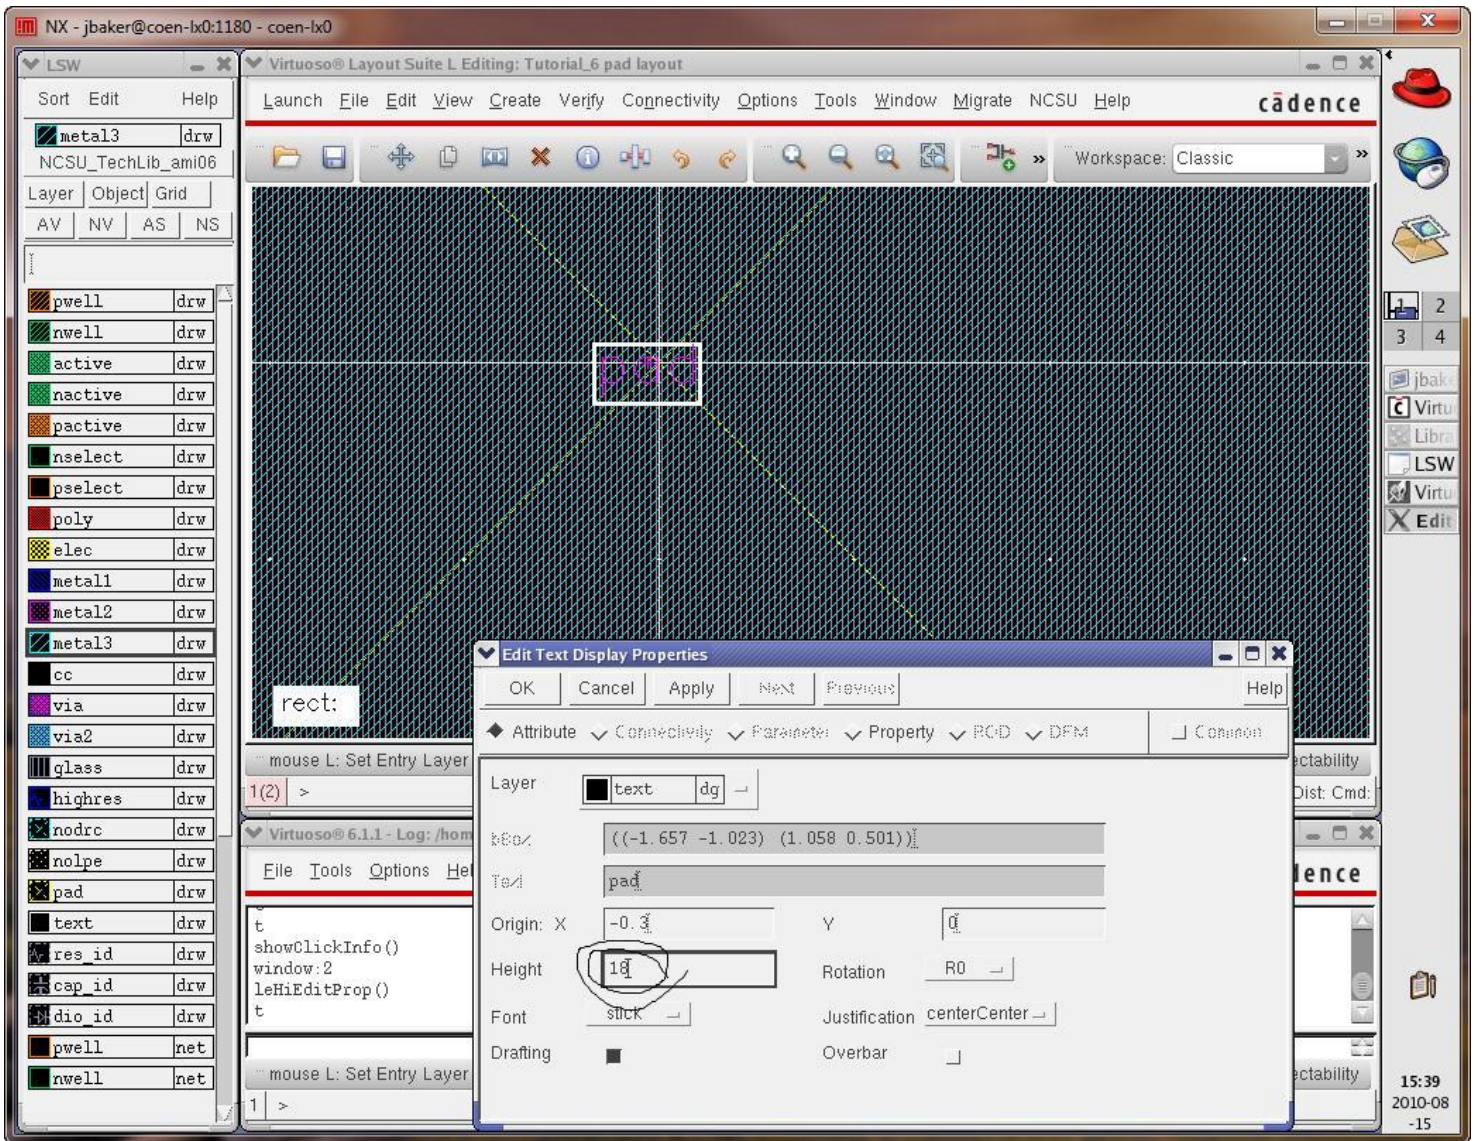 NX - jbaker@coen-lx0:1180 - coen-lx0
LSW
Sort Edit Help
metal3 drw
NCSU_TechLib_ami06
Layer Object Grid
AV NV AS NS
pwell drw
nwell drw
active drw
nactive drw
pactive drw
nselect drw
pselect drw
poly drw
elec drw
metal1 drw
metal2 drw
metal3 drw
cc drw
via drw
via2 drw
glass drw
highres drw
nodrc drw
nolpe drw
pad drw
text drw
res_id drw
cap_id drw
dio_id drw
pwell net
nwell net
Virtuoso® Layout Suite L Editing: Tutorial_6 pad layout
Launch File Edit View Create Verify Connectivity Options Tools Window Migrate NCSU Help
cādence
» Workspace: Classic »
pad
rect:
mouse L: Set Entry Layer
ectability
1(2) >
Dist: Cmd:
Virtuoso® 6.1.1 - Log: /hom
File Tools Options Hel
dence
t
showClickInfo()
window:2
leHiEditProp()
t
mouse L: Set Entry Layer
ectability
1 >
Edit Text Display Properties
OK Cancel Apply Next Previous Help
Attribute Connectivity Parameter Property ROD DFM Common
Layer text dg
bBox ((-1.657 -1.023) (1.058 0.501))
Text pad
Origin: X -0.3 Y 0
Height 18 Rotation R0
Font stick Justification centerCenter
Drafting Overbar
1 2
3 4
jbake
Virtu
Libra
LSW
Virtu
Edit
15:39
2010-08
-15